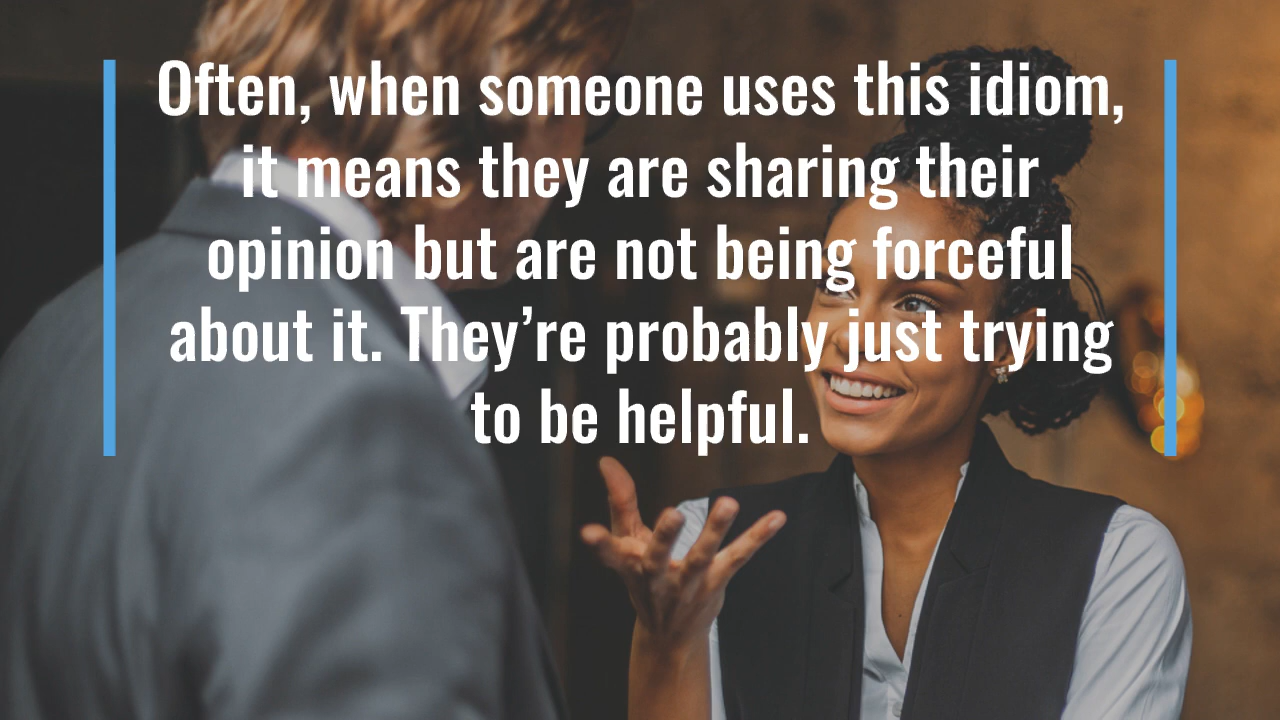 Often, when someone uses this idiom,
it means they are sharing their
opinion but are not being forceful
about it. They’re probably just trying
to be helpful.